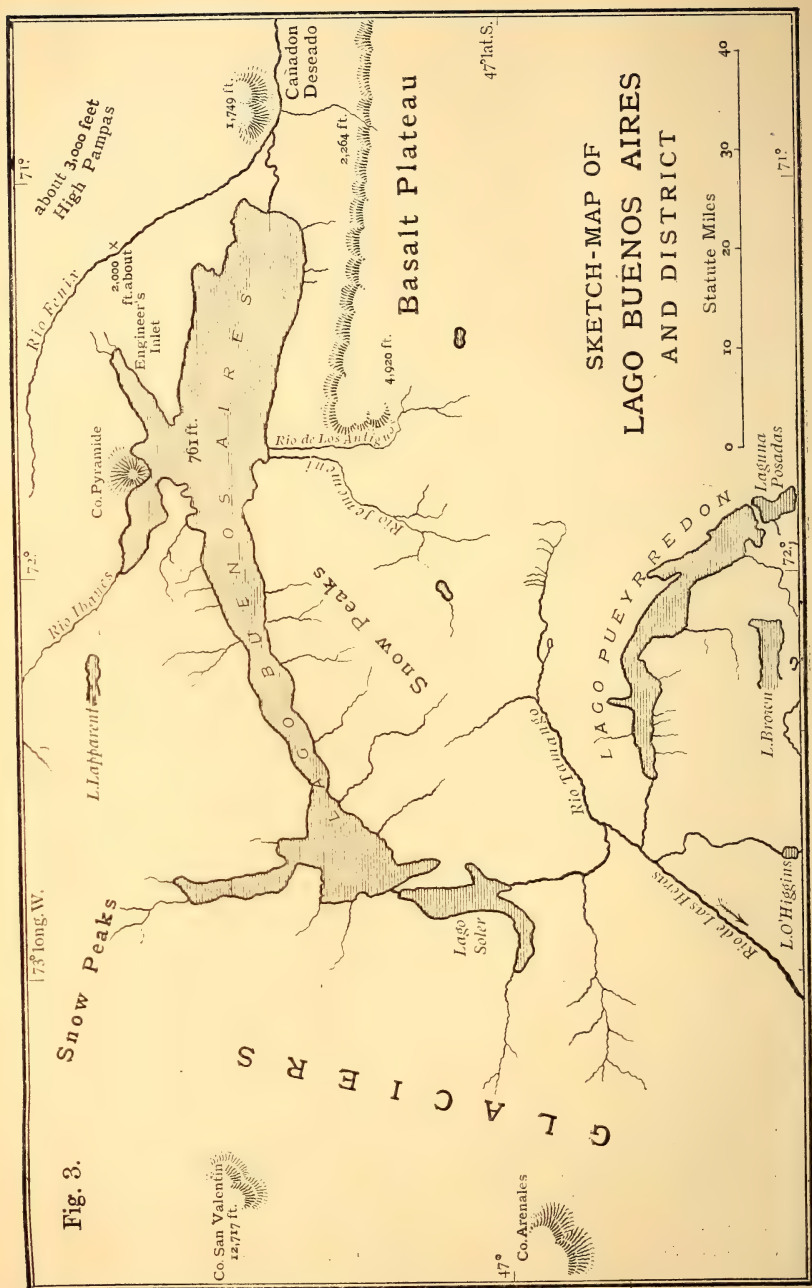 Fig. 3.
SKETCH-MAP OF
LAGO BUENOS AIRES
AND DISTRICT
Statute Miles
0 10 20 30 40
73° long. W.
72°
71°
47° lat. S.
47°
72°
71°
Snow Peaks
Co. San Valentin
12,717 ft.
Co. Arenales
GLACIERS
L. Lapparent
Rio Ibanes
Co. Pyramide
Engineer's
Inlet
2,000 ×
ft. about
Rio Fenix
about 3,000 feet
High Pampas
1,749 ft.
Cañadon
Deseado
2,264 ft.
Basalt Plateau
4,920 ft.
761 ft.
LAGO BUENOS AIRES
Rio de Los Antiguos
Rio Jememeni
Snow Peaks
Lago
Soler
Rio de Las Heras
L. O'Higgins
LAGO PUEYRREDON
L. Brown
Laguna
Posadas